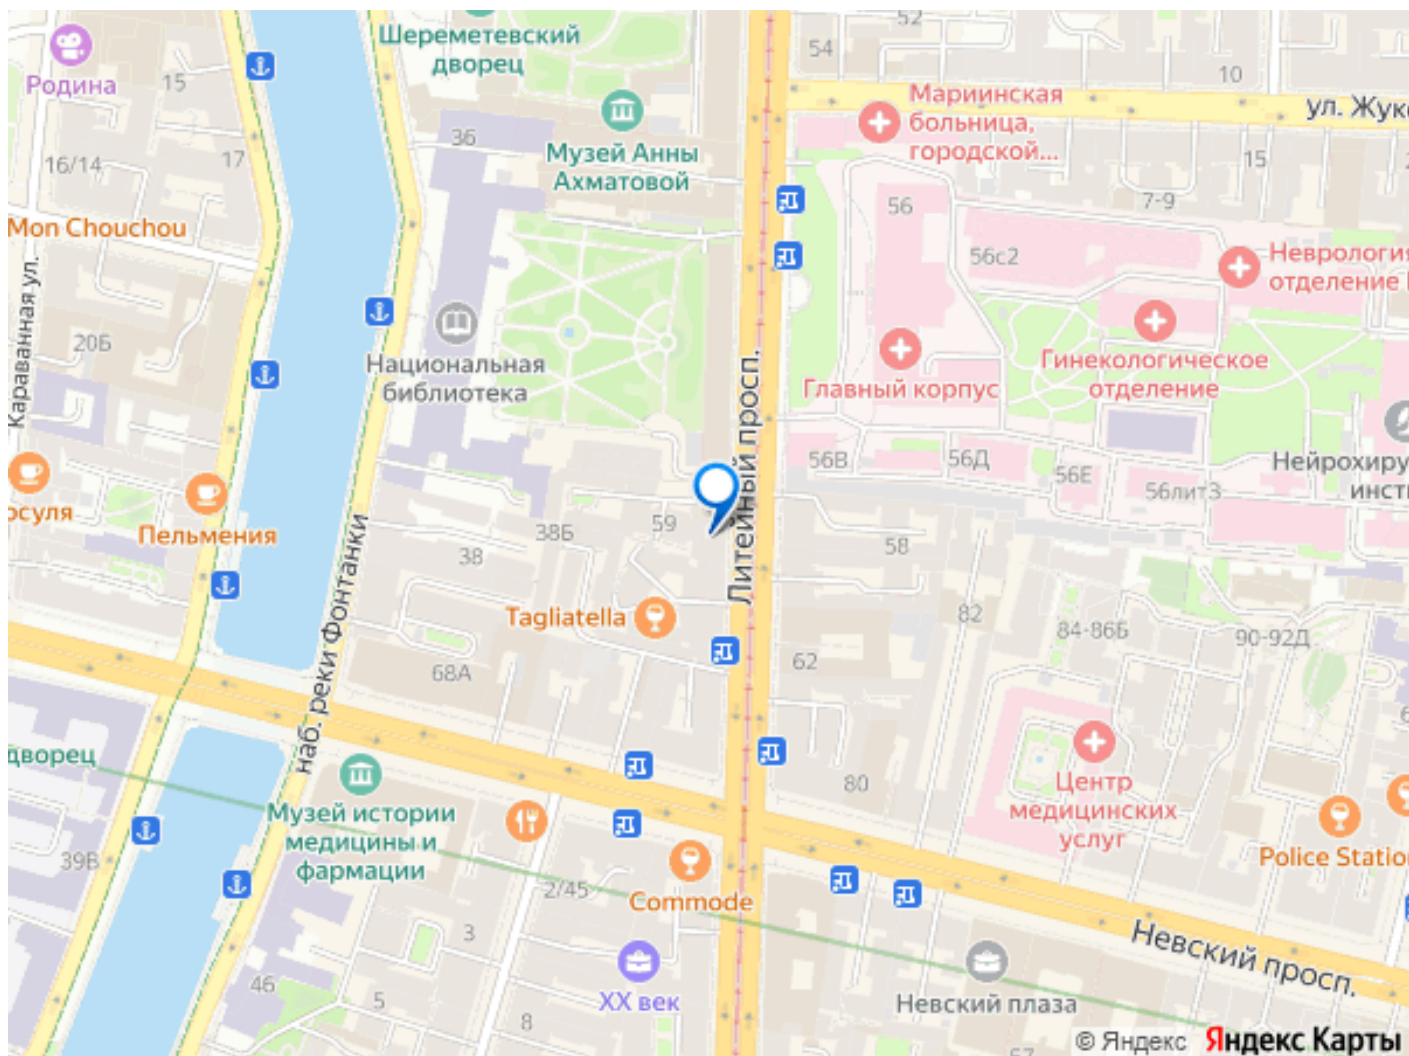 Шереметевский
дворец
52
54
10
Родина
15
Мариинская
больница,
городской...
ул. Жук
36
17
16/14
Музей Анны
Ахматовой
15
7-9
56
Mon Chouchou
56с2
Неврология
отделение
Караванная ул.
20Б
Национальная
библиотека
Литейный просп.
Главный корпус
Гинекологическое
отделение
56В
56Д
56Е
56лит3
Нейрохиру
инст
осуля
Пельмения
38Б
59
38
58
наб. реки Фонтанки
Tagliatella
82
84-86Б
90-92Д
62
68А
дворец
80
Центр
медицинских
услуг
Музей истории
медицины и
фармации
39В
Police Statio
2/45
Commode
3
Невский просп.
46
5
XX век
Невский плаза
8
57
© Яндекс Яндекс Карты